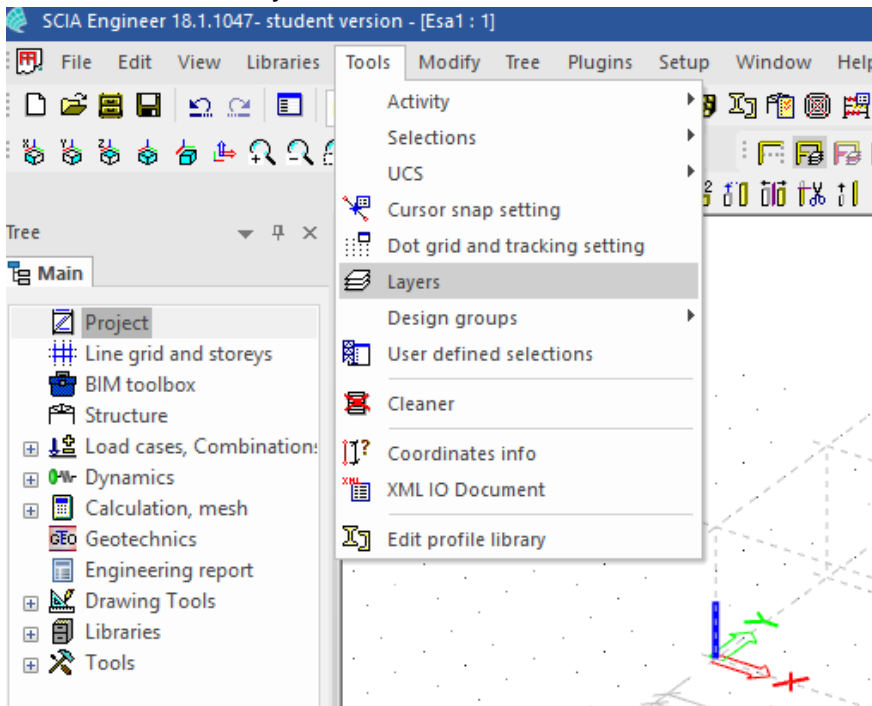 SCIA Engineer 18.1.1047- student version - [Esa1 : 1]
File Edit View Libraries Tools Modify Tree Plugins Setup Window Help
Activity
Selections
UCS
Cursor snap setting
Dot grid and tracking setting
Layers
Design groups
User defined selections
Cleaner
Coordinates info
XML IO Document
Edit profile library
Tree
Main
Project
Line grid and storeys
BIM toolbox
Structure
Load cases, Combinations
Dynamics
Calculation, mesh
GEO Geotechnics
Engineering report
Drawing Tools
Libraries
Tools
Y
X